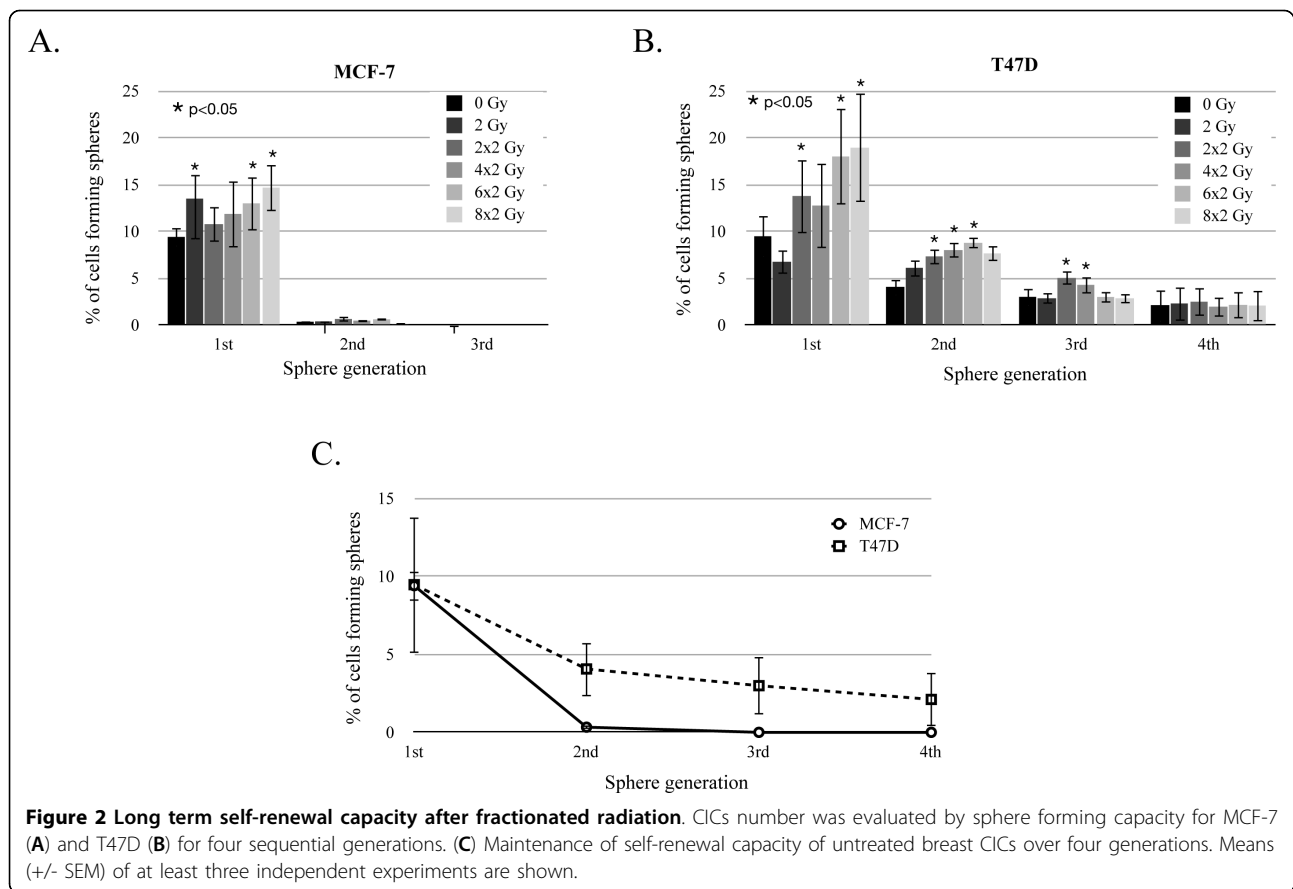 A.
MCF-7
* p<0.05
25
20
15
10
5
0
% of cells forming spheres
0 Gy
2 Gy
2x2 Gy
4x2 Gy
6x2 Gy
8x2 Gy
* * *
1st 2nd 3rd
Sphere generation
B.
T47D
* p<0.05
25
20
15
10
5
0
% of cells forming spheres
0 Gy
2 Gy
2x2 Gy
4x2 Gy
6x2 Gy
8x2 Gy
* * *
* * *
* *
1st 2nd 3rd 4th
Sphere generation
C.
15
10
5
0
% of cells forming spheres
MCF-7
T47D
1st 2nd 3rd 4th
Sphere generation
Figure 2 Long term self-renewal capacity after fractionated radiation. CICs number was evaluated by sphere forming capacity for MCF-7
(A) and T47D (B) for four sequential generations. (C) Maintenance of self-renewal capacity of untreated breast CICs over four generations. Means
(+/- SEM) of at least three independent experiments are shown.